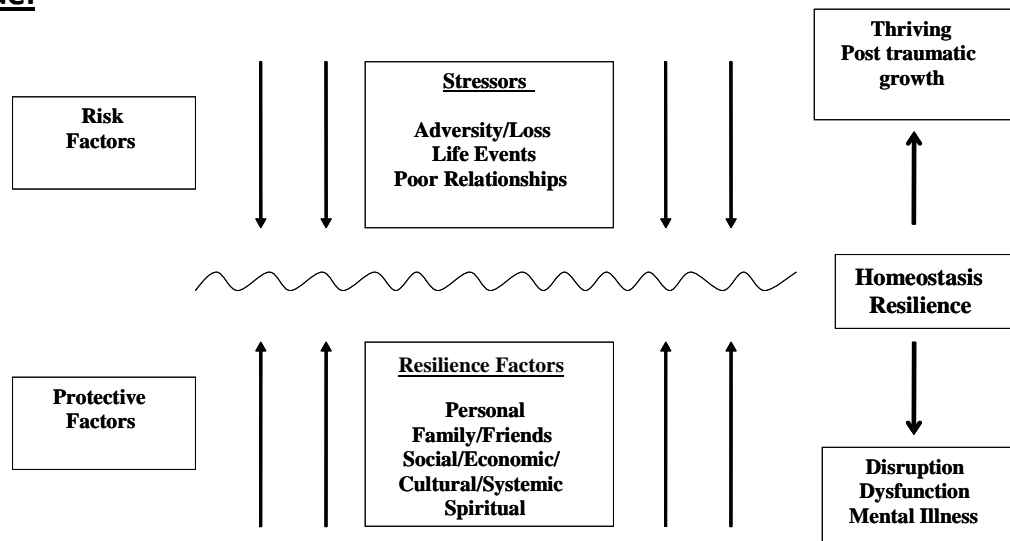 Risk
Factors
Stressors
Adversity/Loss
Life Events
Poor Relationships
Thriving
Post traumatic
growth
Homeostasis
Resilience
Protective
Factors
Resilience Factors
Personal
Family/Friends
Social/Economic/
Cultural/Systemic
Spiritual
Disruption
Dysfunction
Mental Illness